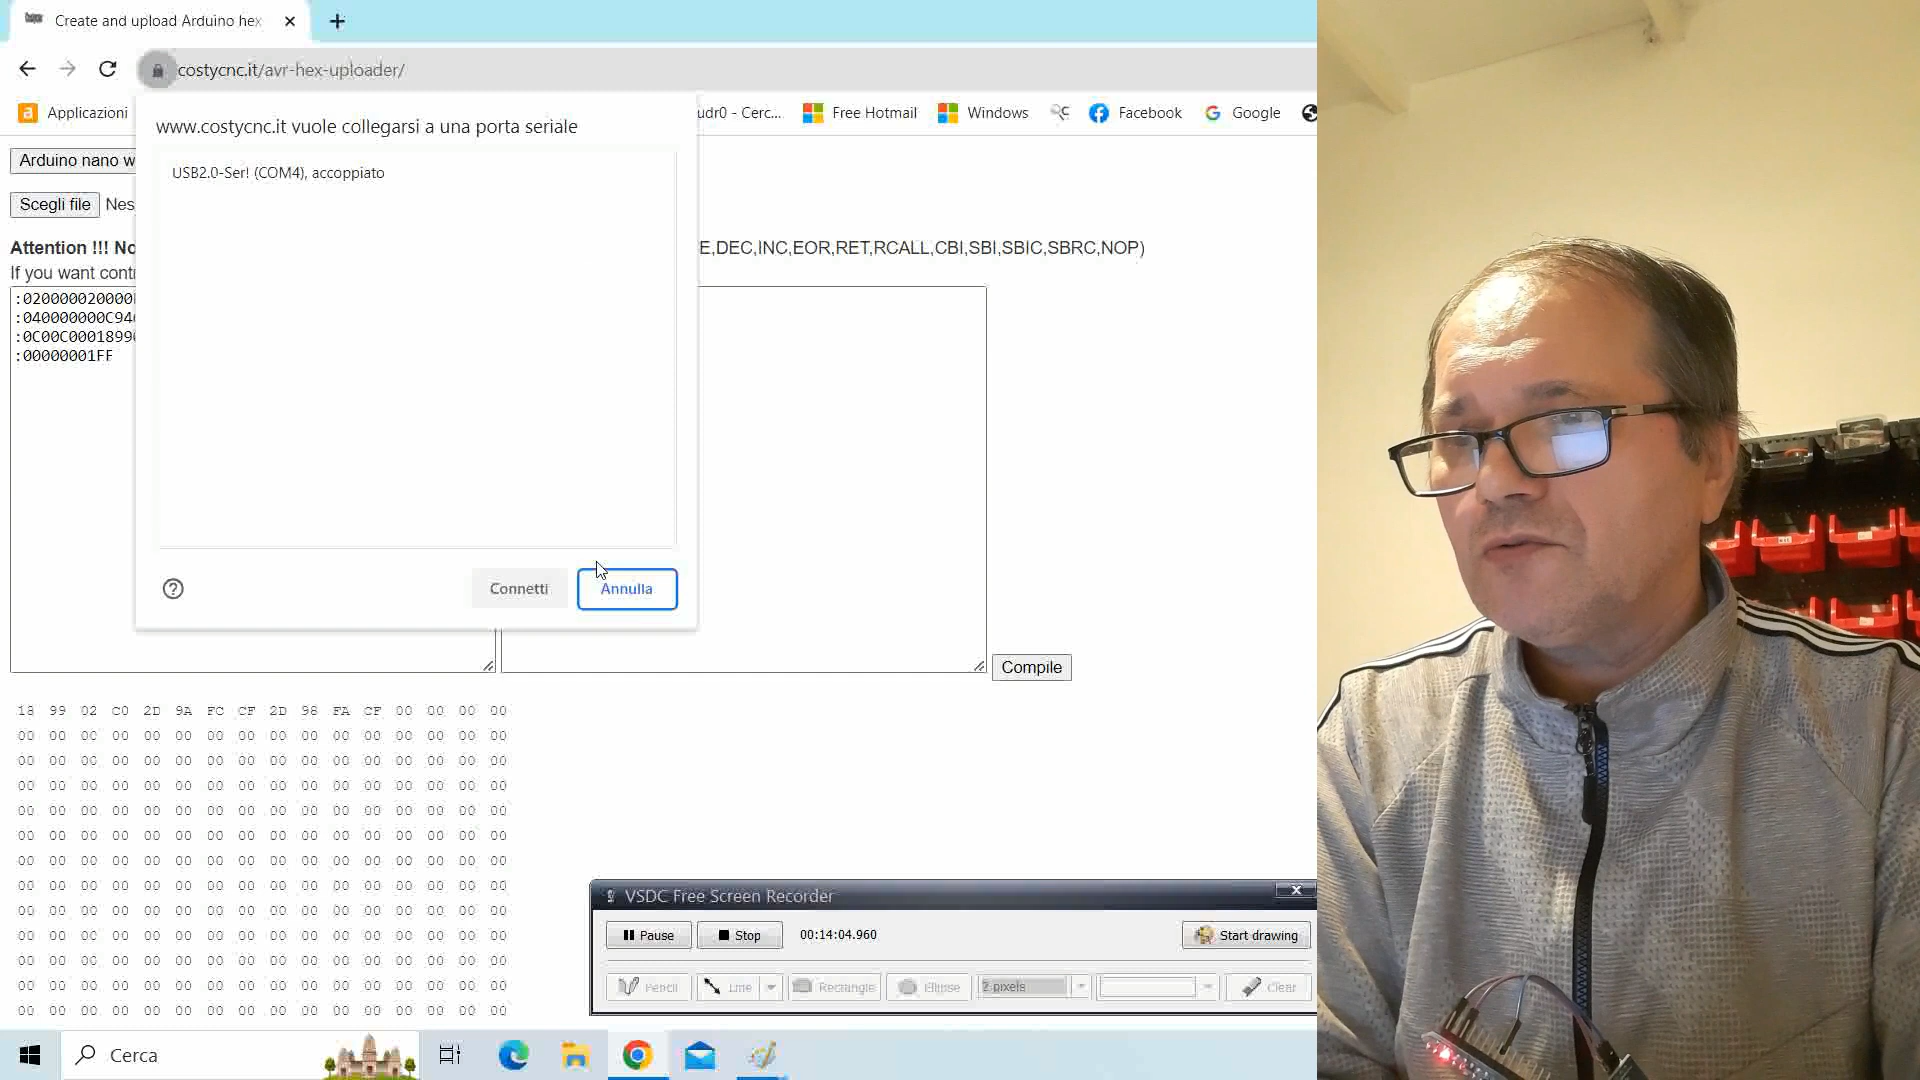 Create and upload Arduino hex
costycnc.it/avr-hex-uploader/
Applicazioni
udr0 - Cerc...
Free Hotmail
Windows
Facebook
Google
www.costycnc.it vuole collegarsi a una porta seriale
USB2.0-Ser! (COM4), accoppiato
Connetti
Annulla
Arduino nano w
Scegli file
Nes
Attention !!! No
E,DEC,INC,EOR,RET,RCALL,CBI,SBI,SBIC,SBRC,NOP)
If you want cont
:020000020000
:040000000C94
:0C00C0001899
:00000001FF
Compile
18 99 02 C0 2D 9A FC CF 2D 98 FA CF 00 00 00 00
00 00 00 00 00 00 00 00 00 00 00 00 00 00 00 00
00 00 00 00 00 00 00 00 00 00 00 00 00 00 00 00
00 00 00 00 00 00 00 00 00 00 00 00 00 00 00 00
00 00 00 00 00 00 00 00 00 00 00 00 00 00 00 00
00 00 00 00 00 00 00 00 00 00 00 00 00 00 00 00
00 00 00 00 00 00 00 00 00 00 00 00 00 00 00 00
00 00 00 00 00 00 00 00 00 00 00 00 00 00 00 00
00 00 00 00 00 00 00 00 00 00 00 00 00 00 00 00
00 00 00 00 00 00 00 00 00 00 00 00 00 00 00 00
00 00 00 00 00 00 00 00 00 00 00 00 00 00 00 00
00 00 00 00 00 00 00 00 00 00 00 00 00 00 00 00
00 00 00 00 00 00 00 00 00 00 00 00 00 00 00 00
VSDC Free Screen Recorder
Pause
Stop
00:14:04.960
Start drawing
Pencil
Line
Rectangle
Ellipse
2 pixels
Clear
Cerca